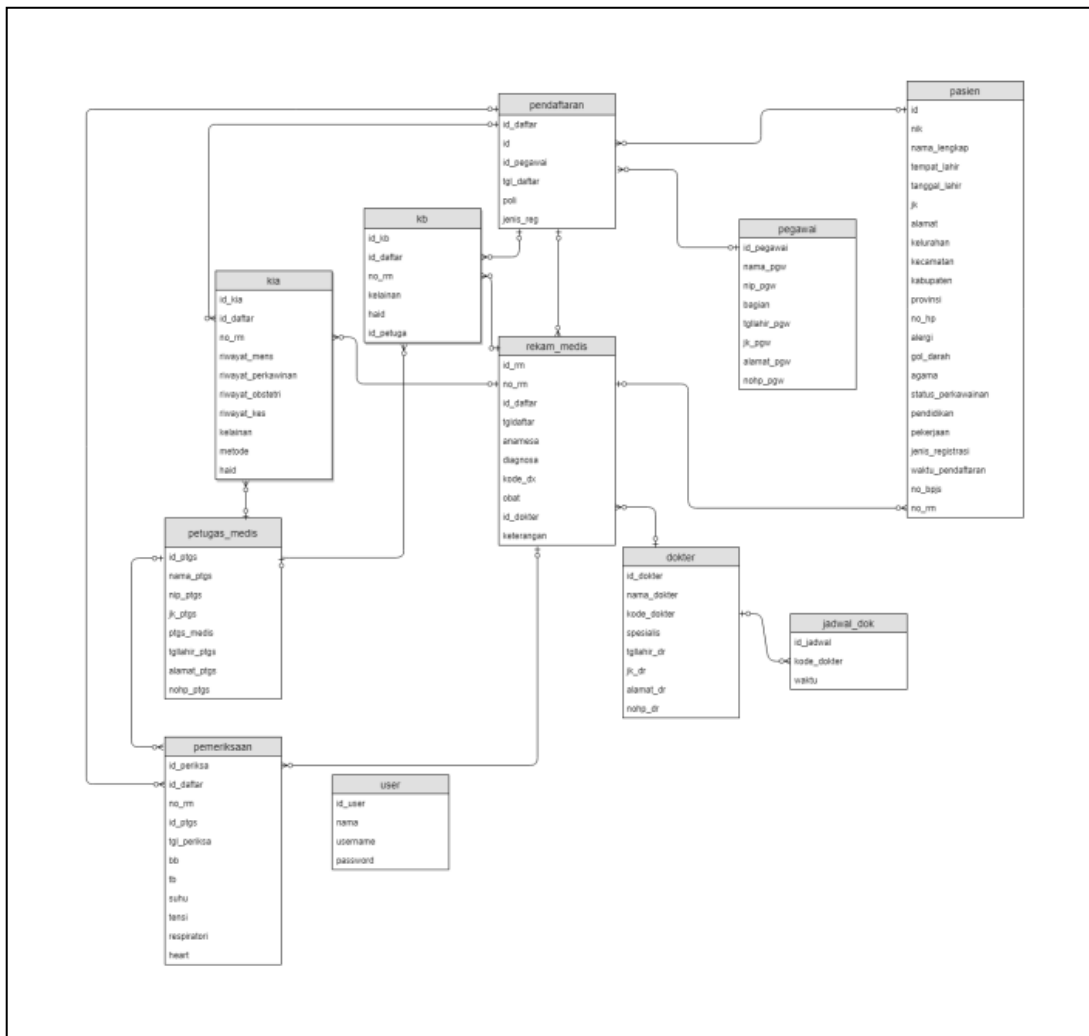 pendaftaran
id_daftar
id
id_pegawai
tgl_daftar
poli
jenis_reg
pasien
id
nik
nama_lengkap
tempat_lahir
tanggal_lahir
jk
alamat
kelurahan
kecamatan
kabupaten
provinsi
no_hp
alergi
gol_darah
agama
status_perkawainan
pendidikan
pekerjaan
jenis_registrasi
waktu_pendaftaran
no_bpjs
no_rm
kb
id_kb
id_daftar
no_rm
kelainan
haid
id_petuga
pegawai
id_pegawai
nama_pgw
nip_pgw
bagian
tgllahir_pgw
jk_pgw
alamat_pgw
nohp_pgw
kia
id_kia
id_daftar
no_rm
riwayat_mens
riwayat_perkawinan
riwayat_obstetri
riwayat_kes
kelainan
metode
haid
rekam_medis
id_rm
no_rm
id_daftar
tgldaftar
anamesa
diagnosa
kode_dx
obat
id_dokter
keterangan
petugas_medis
id_ptgs
nama_ptgs
nip_ptgs
jk_ptgs
ptgs_medis
tgllahir_ptgs
alamat_ptgs
nohp_ptgs
dokter
id_dokter
nama_dokter
kode_dokter
spesialis
tgllahir_dr
jk_dr
alamat_dr
nohp_dr
jadwal_dok
id_jadwal
kode_dokter
waktu
pemeriksaan
id_periksa
id_daftar
no_rm
id_ptgs
tgl_periksa
bb
tb
suhu
tensi
respiratori
heart
user
id_user
nama
username
password